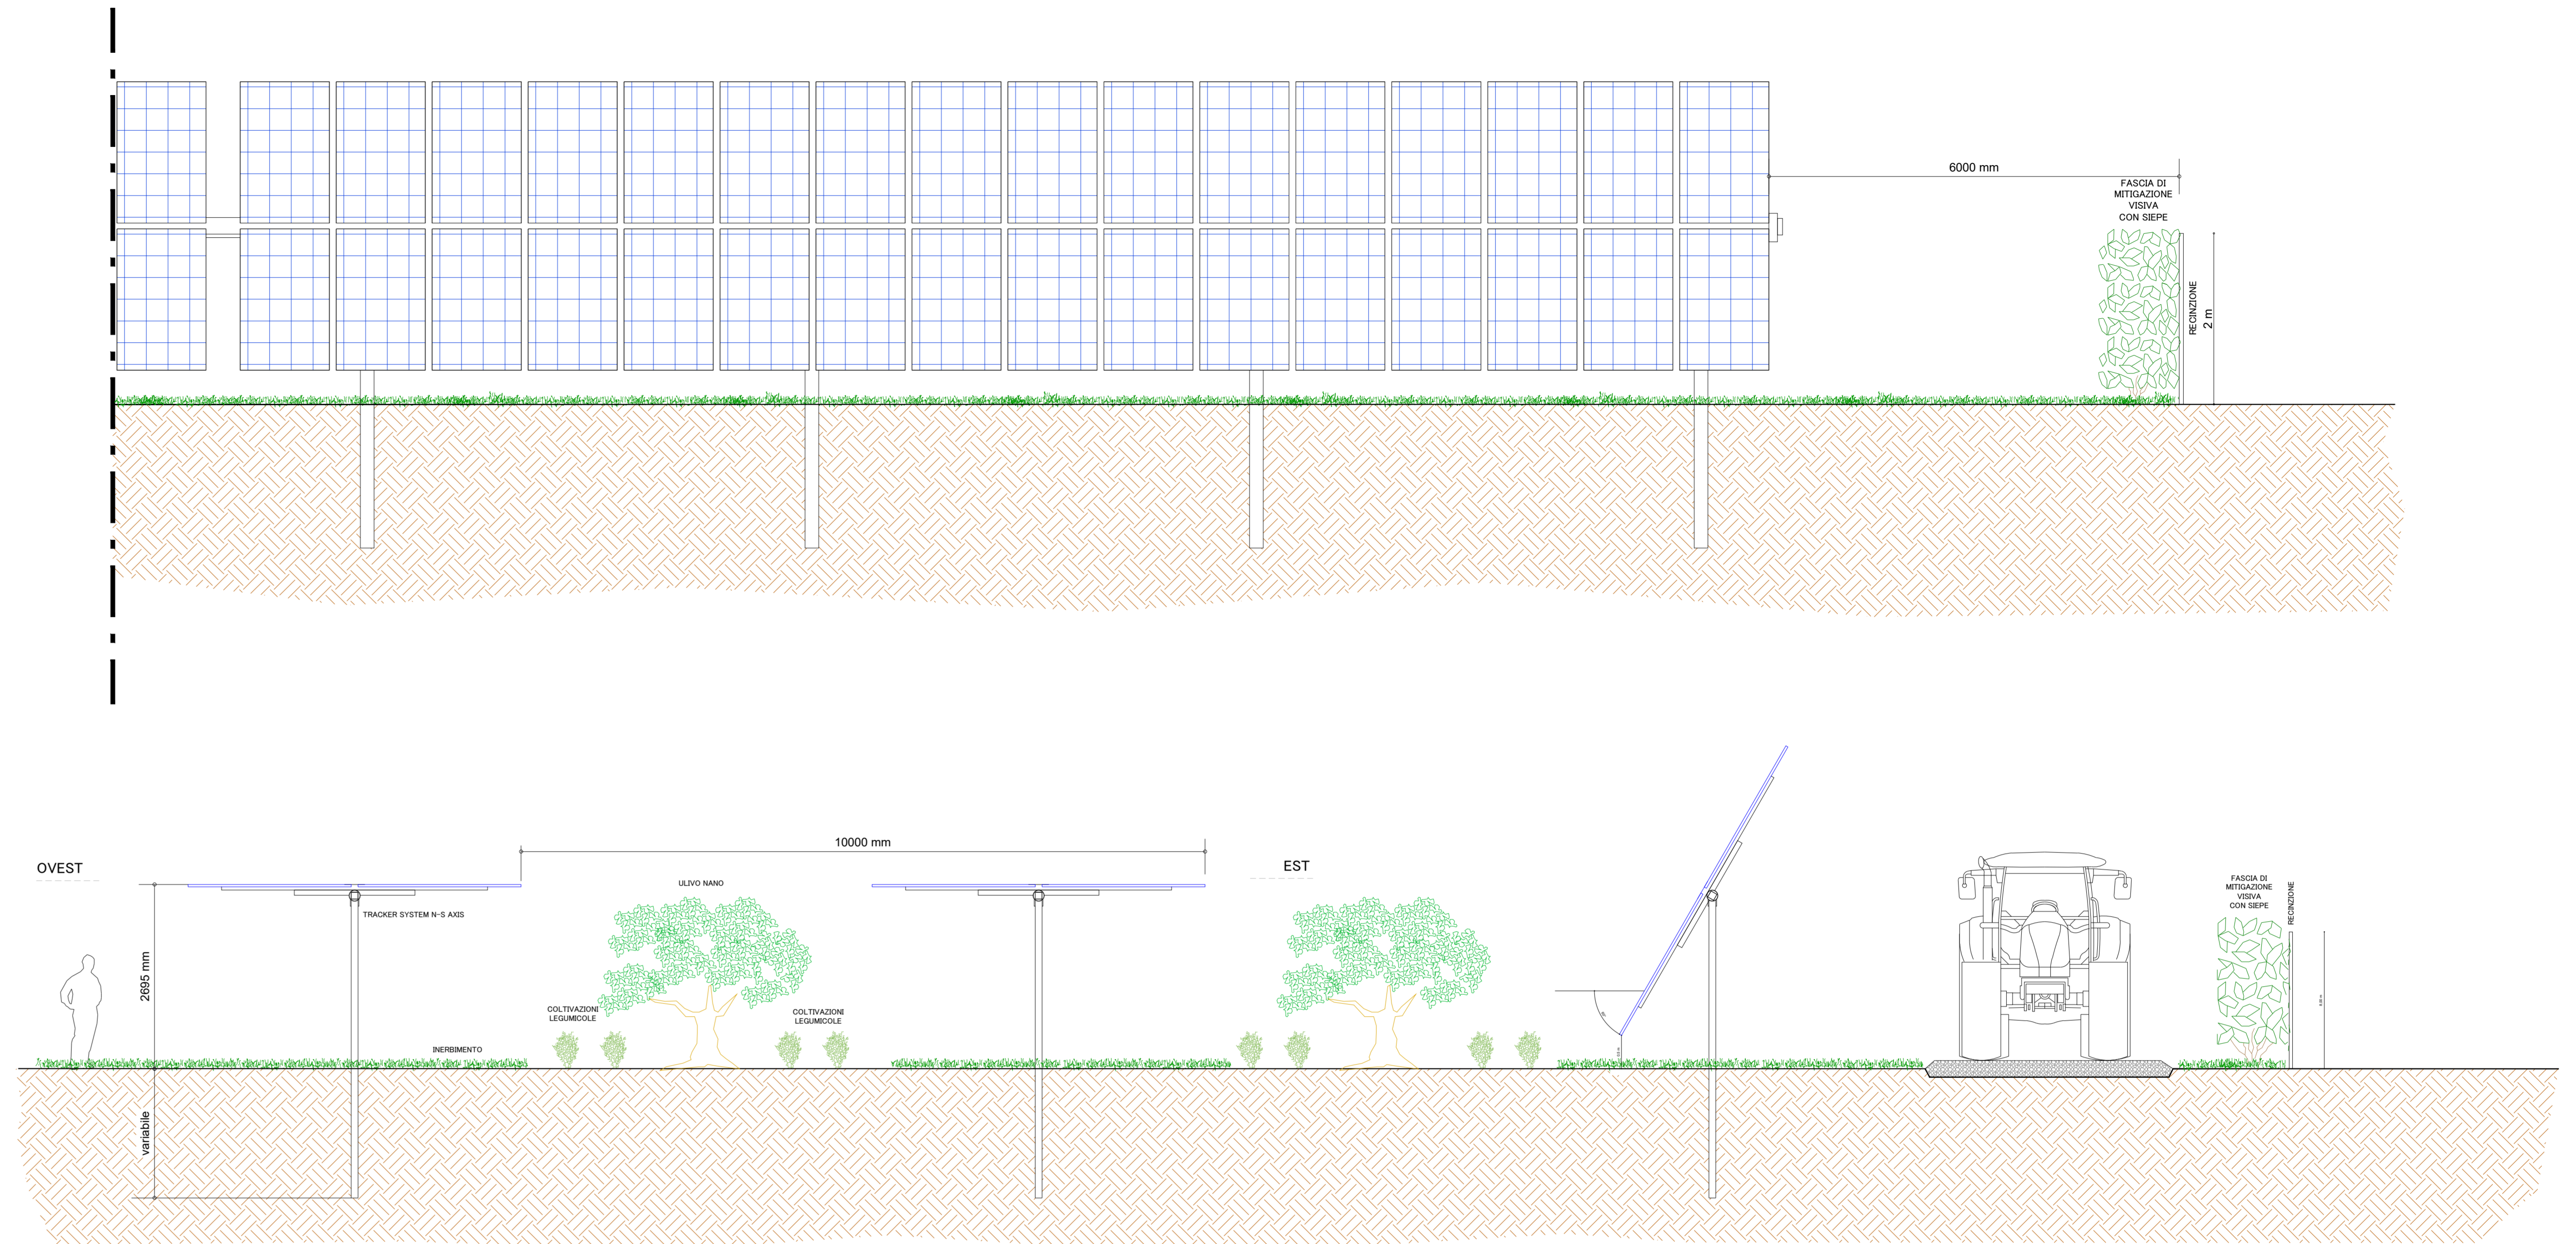 6000 mm
FASCIA DI
MITIGAZIONE
VISIVA
CON SIEPE
RECINZIONE
2 m
10000 mm
OVEST
EST
ULIVO NANO
TRACKER SYSTEM N-S AXIS
2695 mm
COLTIVAZIONI
LEGUMICOLE
COLTIVAZIONI
LEGUMICOLE
INERBIMENTO
variabile
FASCIA DI
MITIGAZIONE
VISIVA
CON SIEPE
RECINZIONE